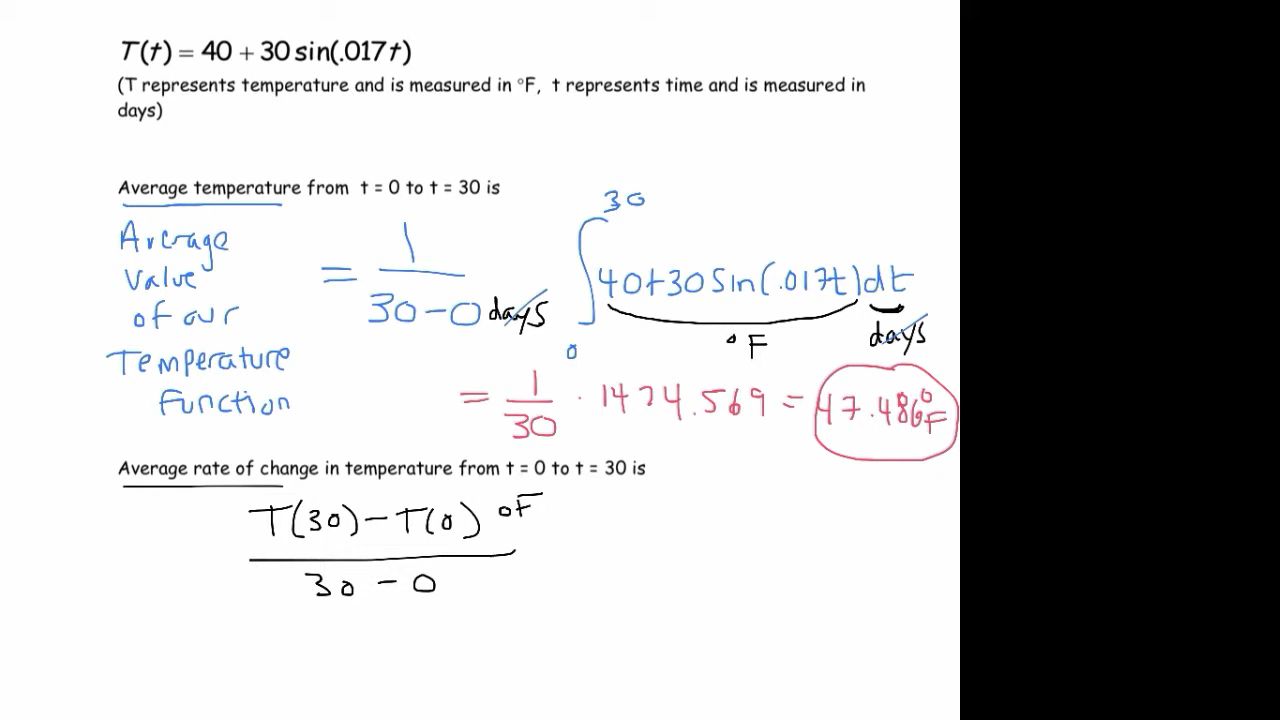 T(t) = 40 + 30 sin(.017t)
(T represents temperature and is measured in °F, t represents time and is measured in
days)
Average temperature from t = 0 to t = 30 is
Average
Value
of our
Temperature
Function
= 1/(30-0 days) ∫_0^30 40+30Sin(.017t)dt
°F days
= 1/30 · 1424.569 = 47.486°F
Average rate of change in temperature from t = 0 to t = 30 is
T(30) - T(0) °F
30 - 0